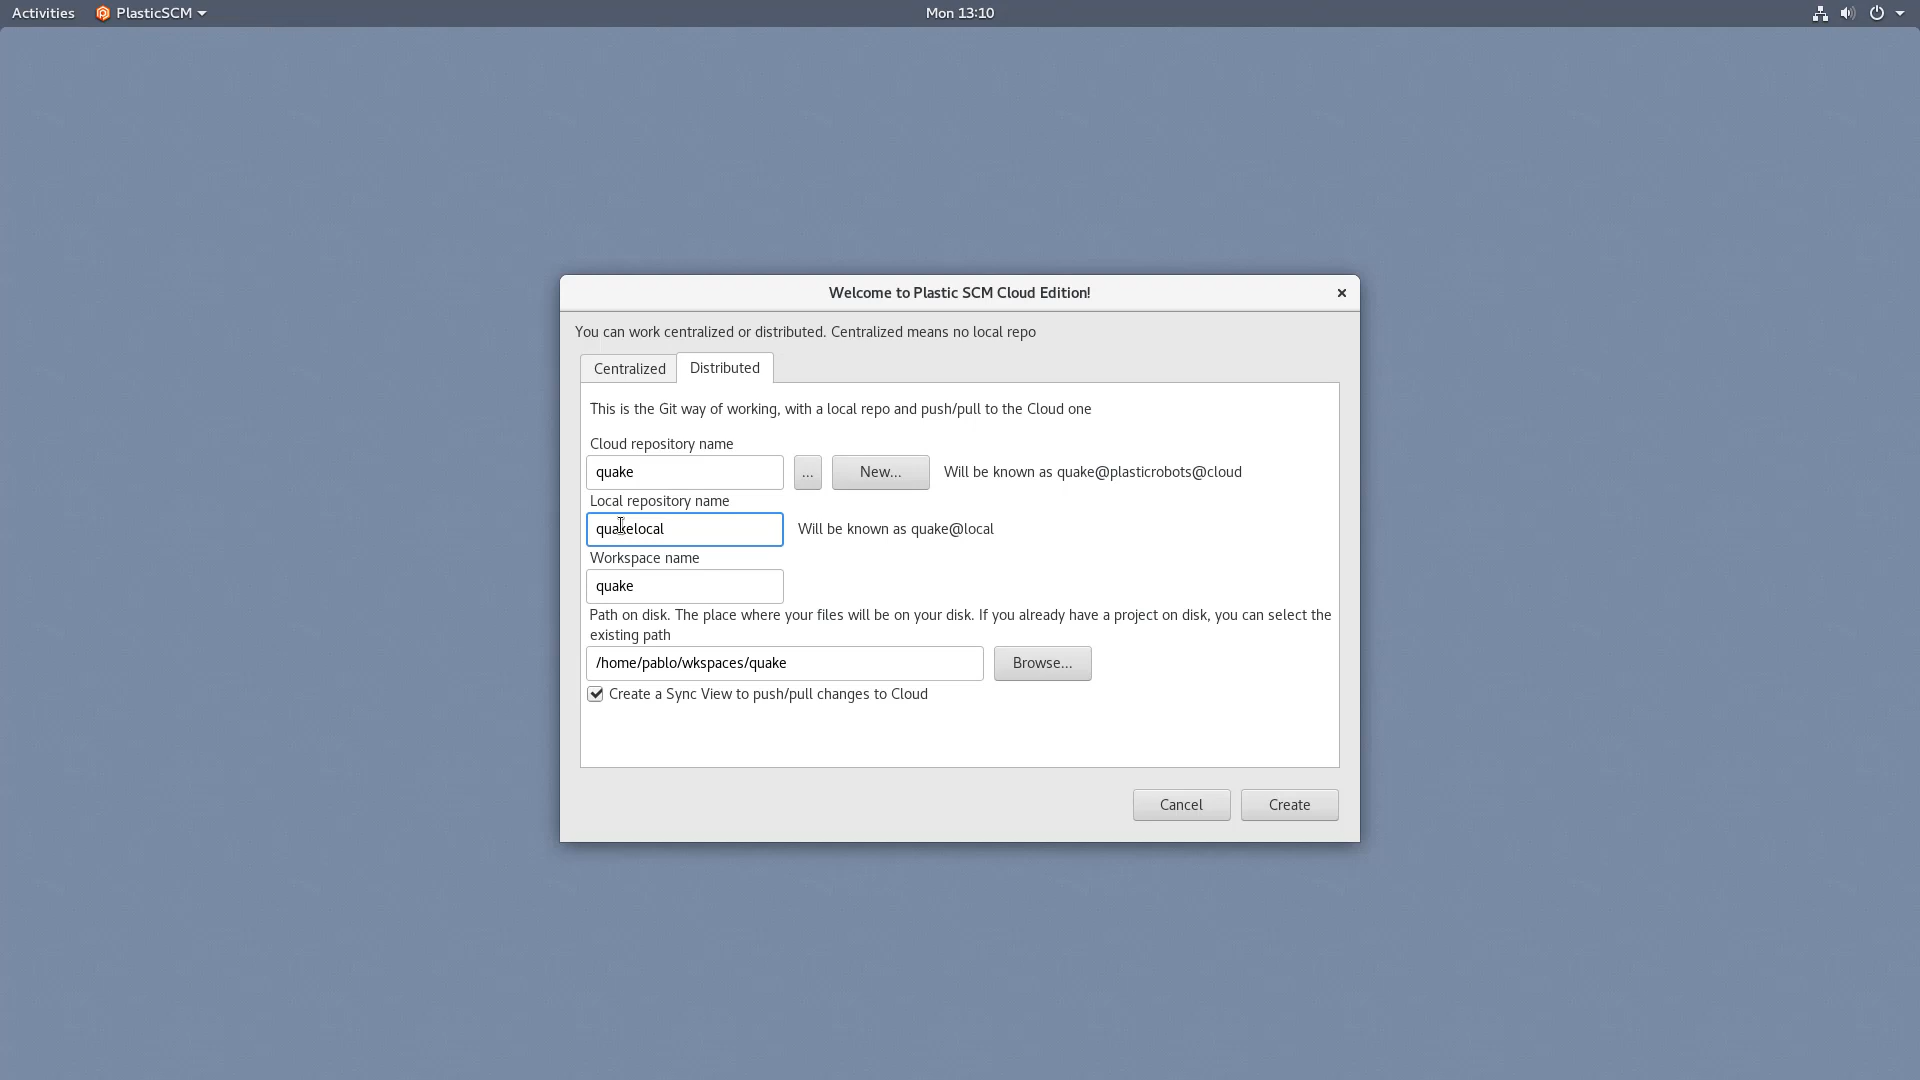 Activities PlasticSCM Mon 13:10
Welcome to Plastic SCM Cloud Edition!
You can work centralized or distributed. Centralized means no local repo
Centralized Distributed
This is the Git way of working, with a local repo and push/pull to the Cloud one
Cloud repository name
quake ... New... Will be known as quake@plasticrobots@cloud
Local repository name
quakelocal Will be known as quake@local
Workspace name
quake
Path on disk. The place where your files will be on your disk. If you already have a project on disk, you can select the
existing path
/home/pablo/wkspaces/quake Browse...
Create a Sync View to push/pull changes to Cloud
Cancel Create